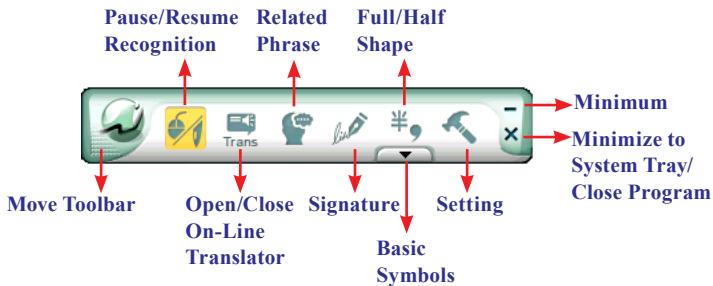 Pause/Resume
Recognition
Related
Phrase
Full/Half
Shape
Trans
半,
Minimum
Minimize to
System Tray/
Close Program
Move Toolbar
Open/Close
On-Line
Translator
Signature
Setting
Basic
Symbols